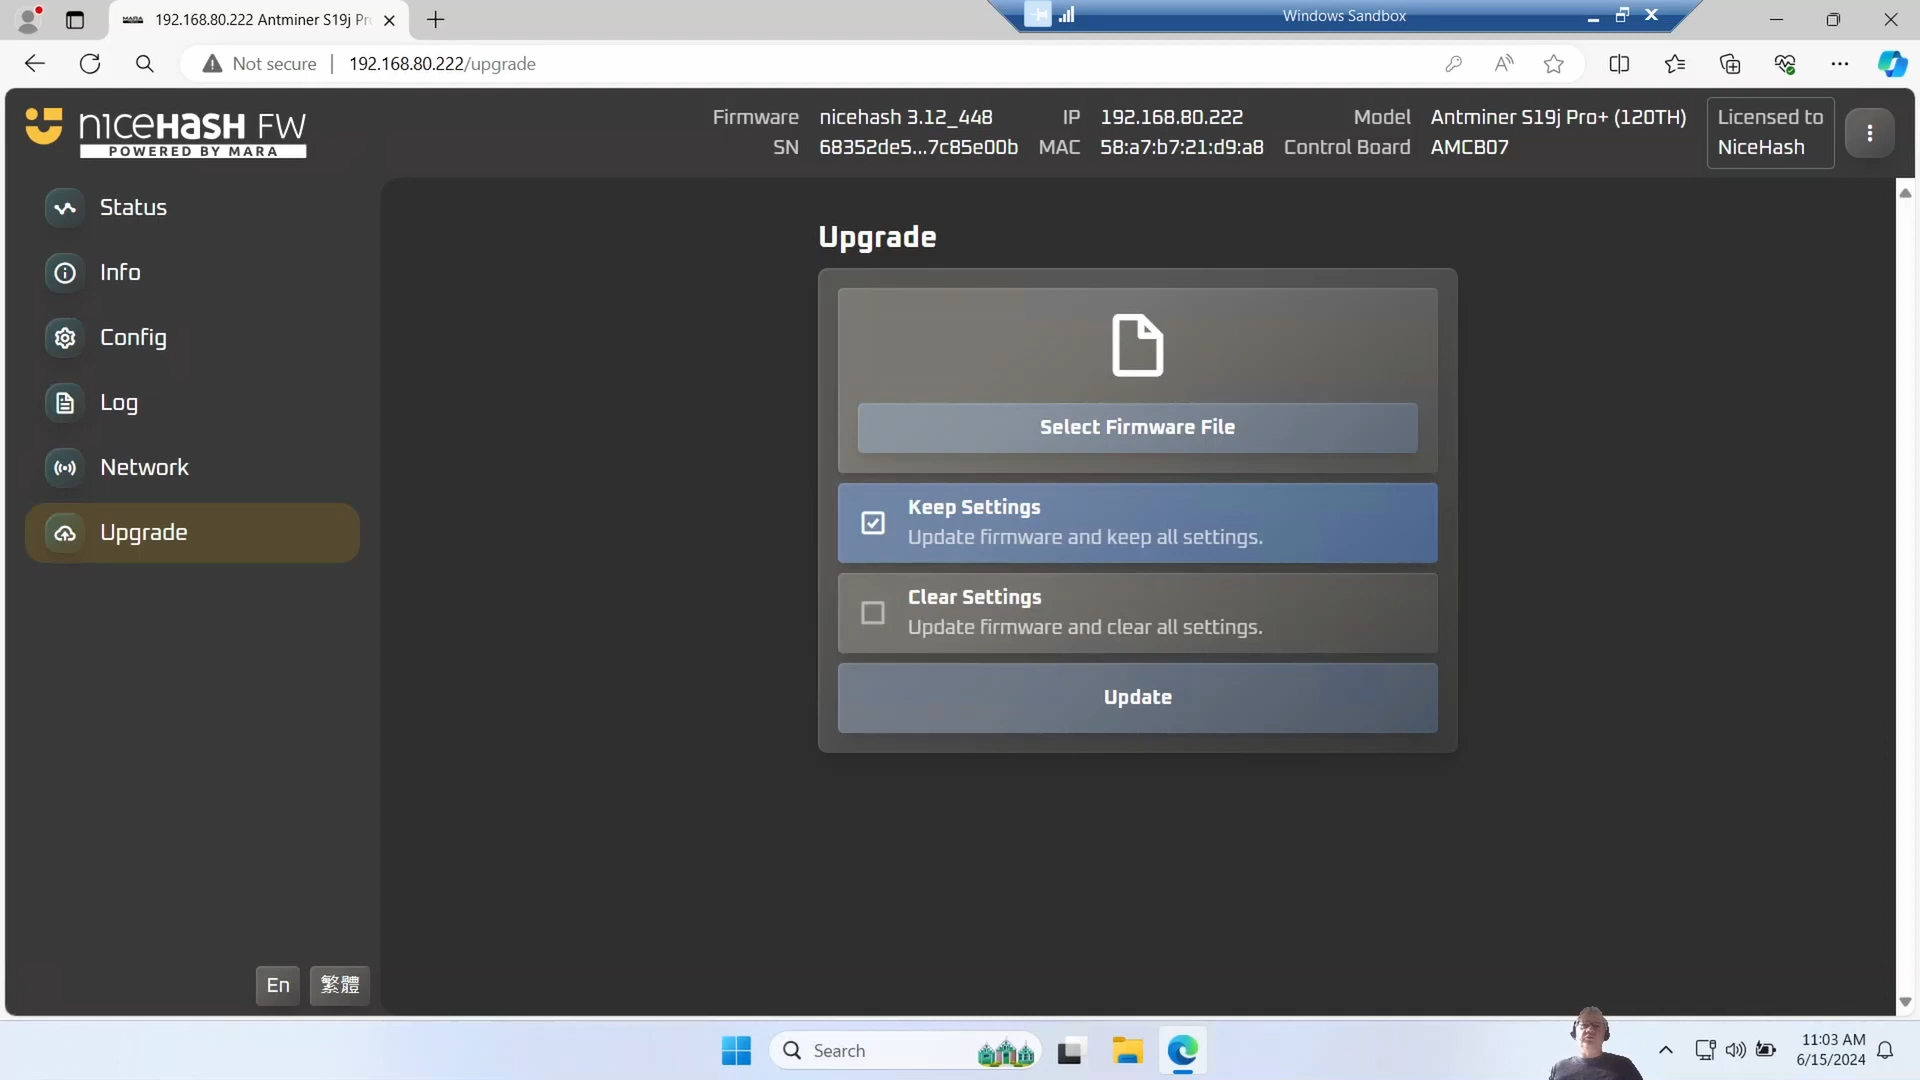 192.168.80.222 Antminer S19j Pr
Windows Sandbox
Not secure
192.168.80.222/upgrade
niceHASH FW
POWERED BY MARA
Firmware nicehash 3.12_448 IP 192.168.80.222 Model Antminer S19j Pro+ (120TH)
SN 68352de5...7c85e00b MAC 58:a7:b7:21:d9:a8 Control Board AMCB07
Licensed to
NiceHash
Status
Info
Config
Log
Network
Upgrade
Upgrade
Select Firmware File
Keep Settings
Update firmware and keep all settings.
Clear Settings
Update firmware and clear all settings.
Update
En 繁體
Search
11:03 AM
6/15/2024